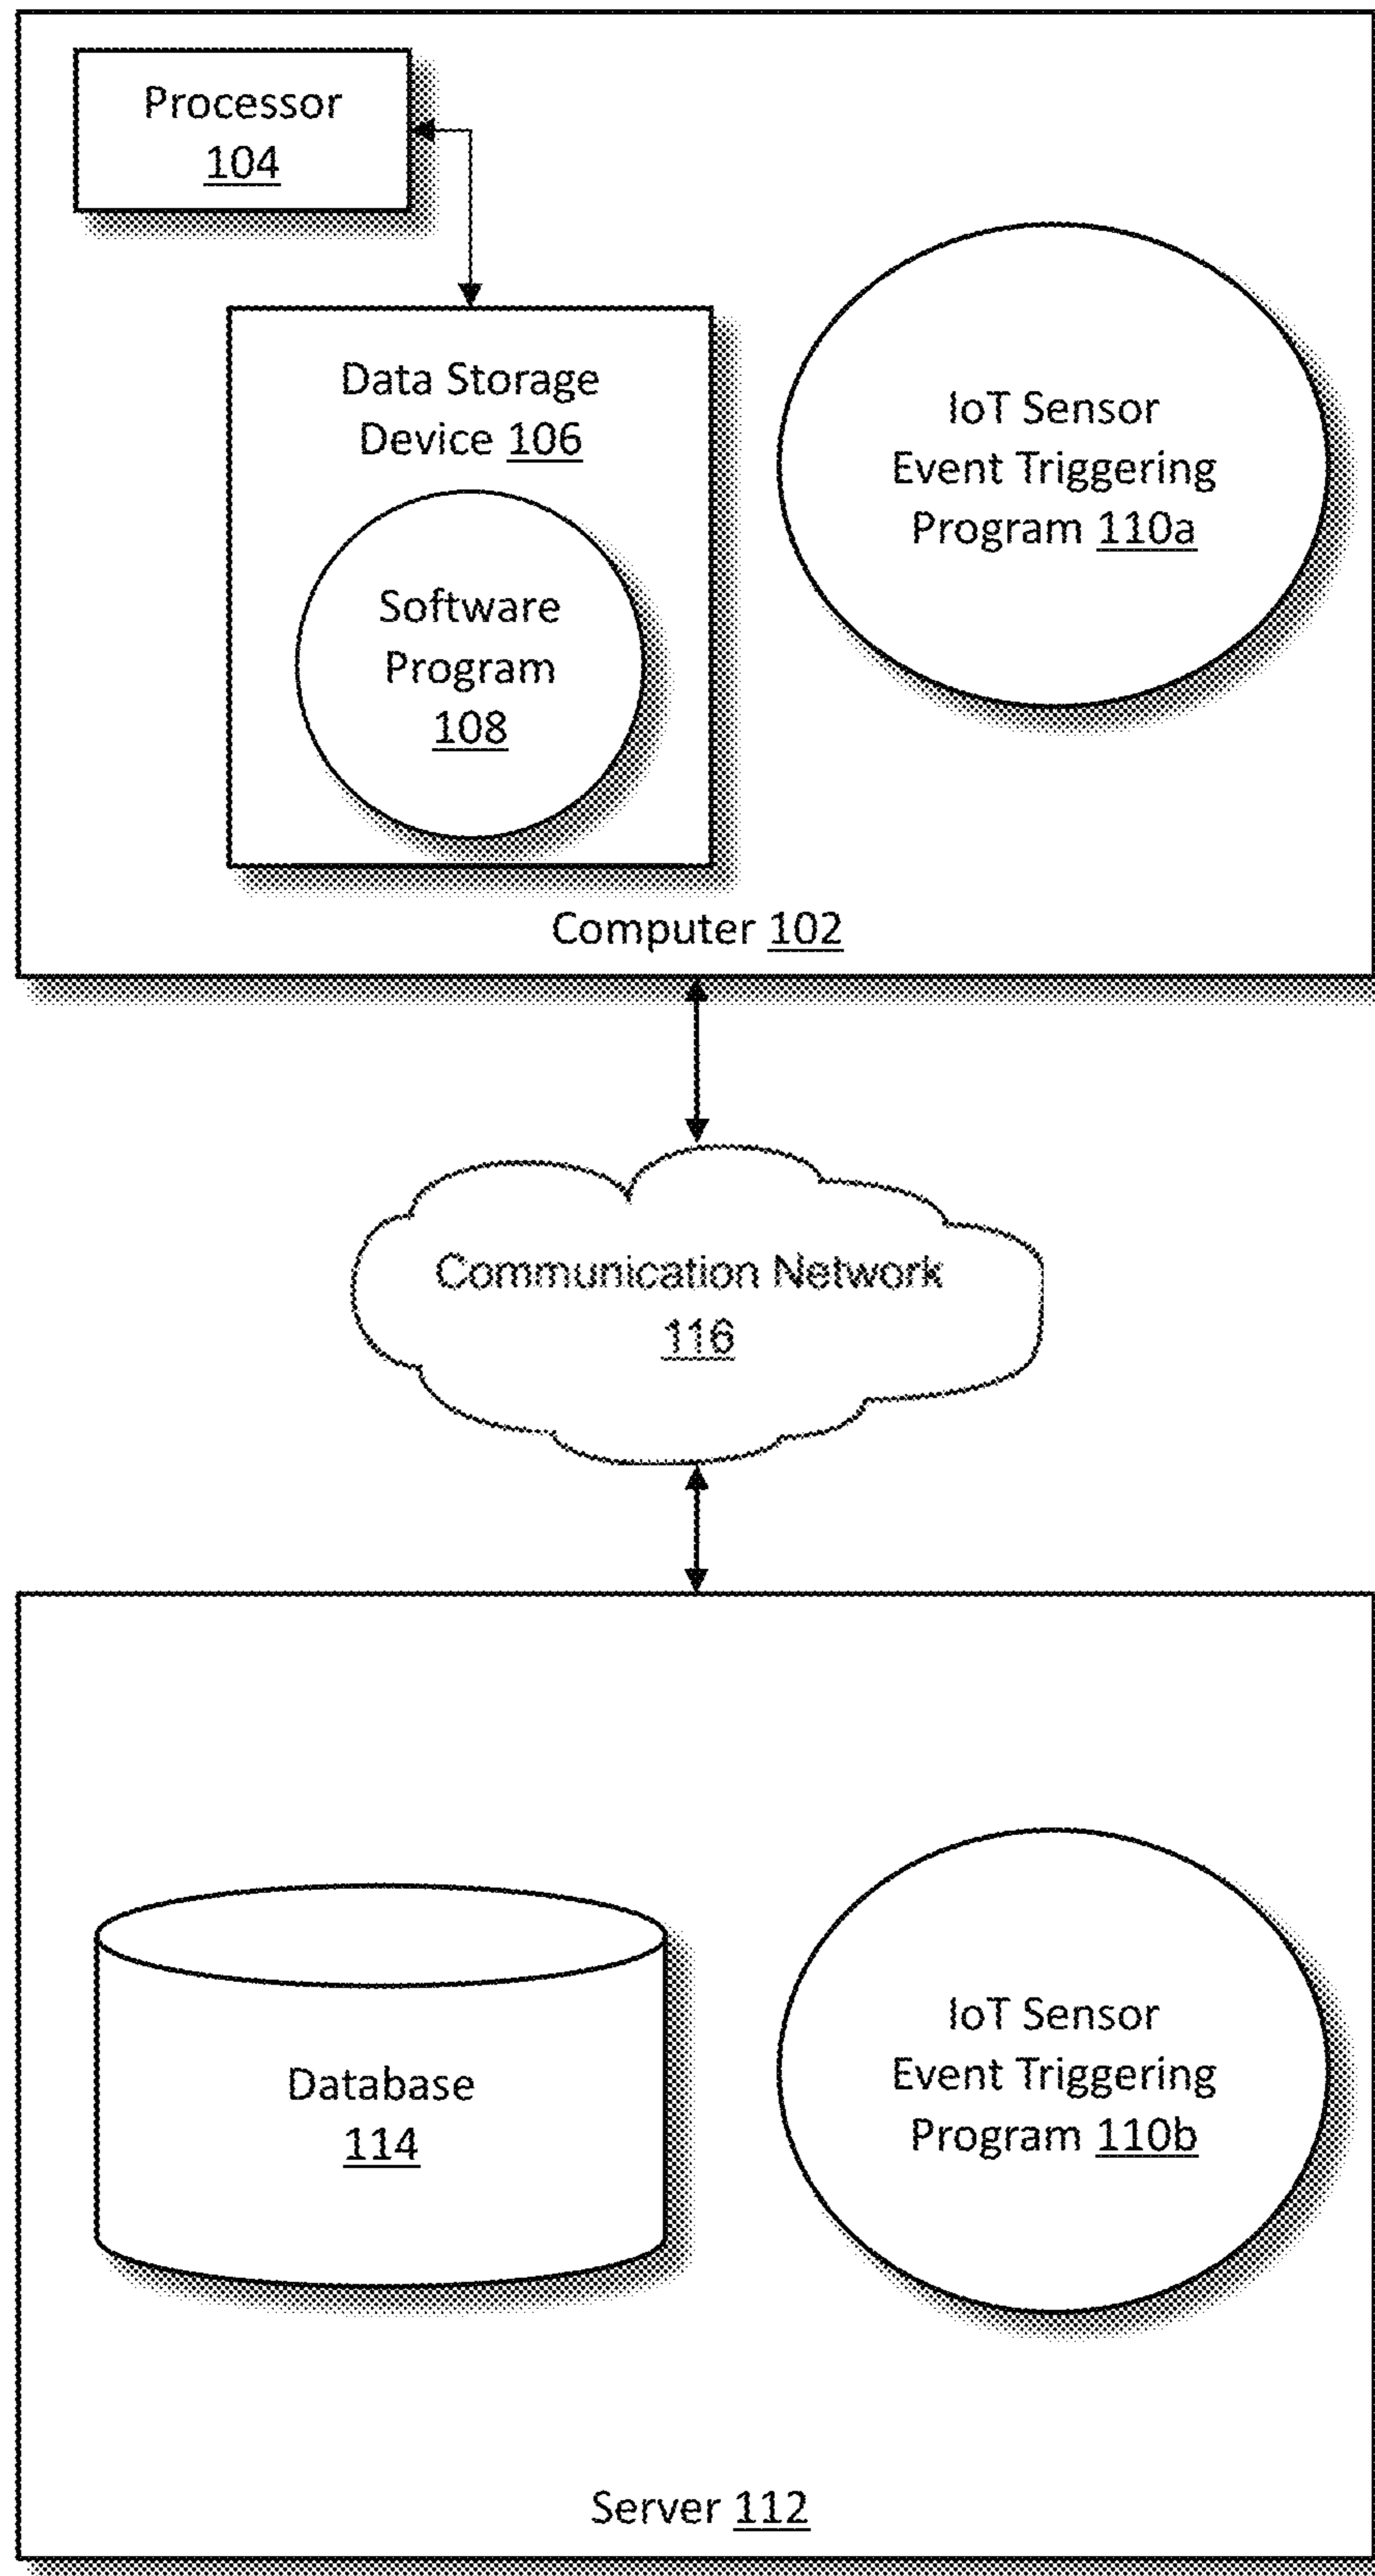 Processor
104
Data Storage
Device 106
Software
Program
108
IoT Sensor
Event Triggering
Program 110a
Computer 102
Communication Network
116
Database
114
IoT Sensor
Event Triggering
Program 110b
Server 112